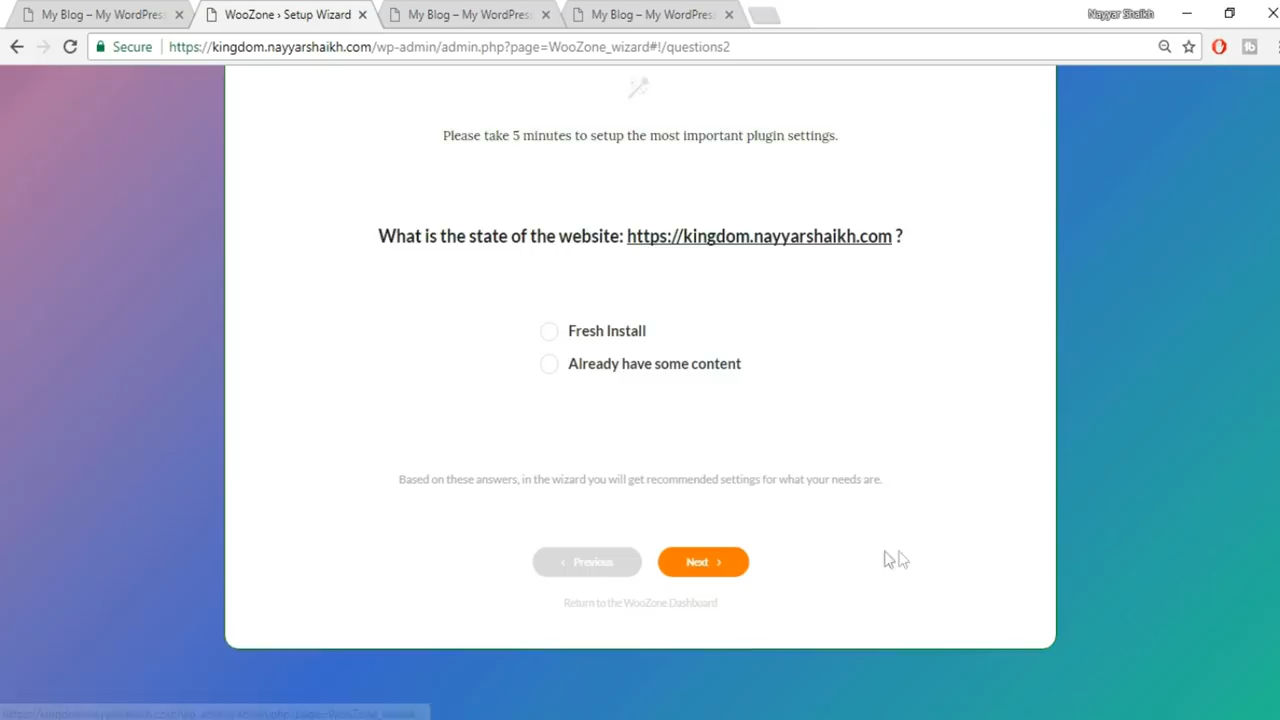 My Blog – My WordPress
WooZone › Setup Wizard
My Blog – My WordPress
My Blog – My WordPress
Nayyar Shaikh
Secure
https://kingdom.nayyarshaikh.com/wp-admin/admin.php?page=WooZone_wizard#!/questions2
Please take 5 minutes to setup the most important plugin settings.
What is the state of the website: https://kingdom.nayyarshaikh.com ?
Fresh Install
Already have some content
Based on these answers, in the wizard you will get recommended settings for what your needs are.
‹ Previous
Next ›
Return to the WooZone Dashboard